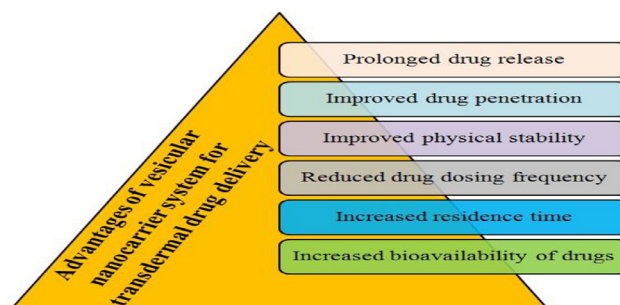 Advantages of vesicular
nanocarrier system for
transdermal drug delivery
Prolonged drug release
Improved drug penetration
Improved physical stability
Reduced drug dosing frequency
Increased residence time
Increased bioavailability of drugs